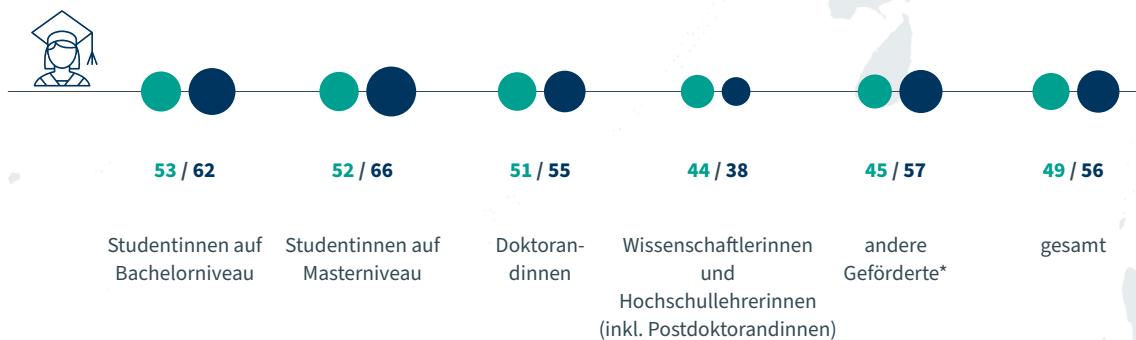 53 / 62
52 / 66
51 / 55
44 / 38
45 / 57
49 / 56
Studentinnen auf
Bachelorniveau
Studentinnen auf
Masterniveau
Doktoran-
dinnen
Wissenschaftlerinnen
und
Hochschullehrerinnen
(inkl. Postdoktorandinnen)
andere
Geförderte*
gesamt